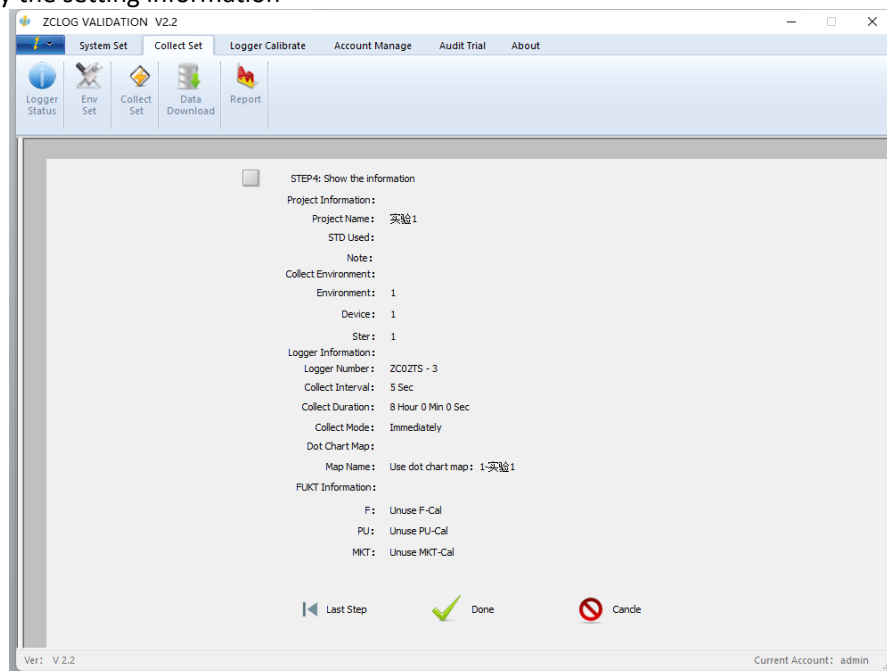 y the setting information
ZCLOG VALIDATION V2.2
System Set Collect Set Logger Calibrate Account Manage Audit Trial About
Logger Status Env Set Collect Set Data Download Report
STEP4: Show the information
Project Information:
Project Name: 实验1
STD Used:
Note:
Collect Environment:
Environment: 1
Device: 1
Ster: 1
Logger Information:
Logger Number: ZC02TS - 3
Collect Interval: 5 Sec
Collect Duration: 8 Hour 0 Min 0 Sec
Collect Mode: Immediately
Dot Chart Map:
Map Name: Use dot chart map: 1-实验1
FUKT Information:
F: Unuse F-Cal
PU: Unuse PU-Cal
MKT: Unuse MKT-Cal
Last Step Done Cancle
Ver: V 2.2 Current Account: admin